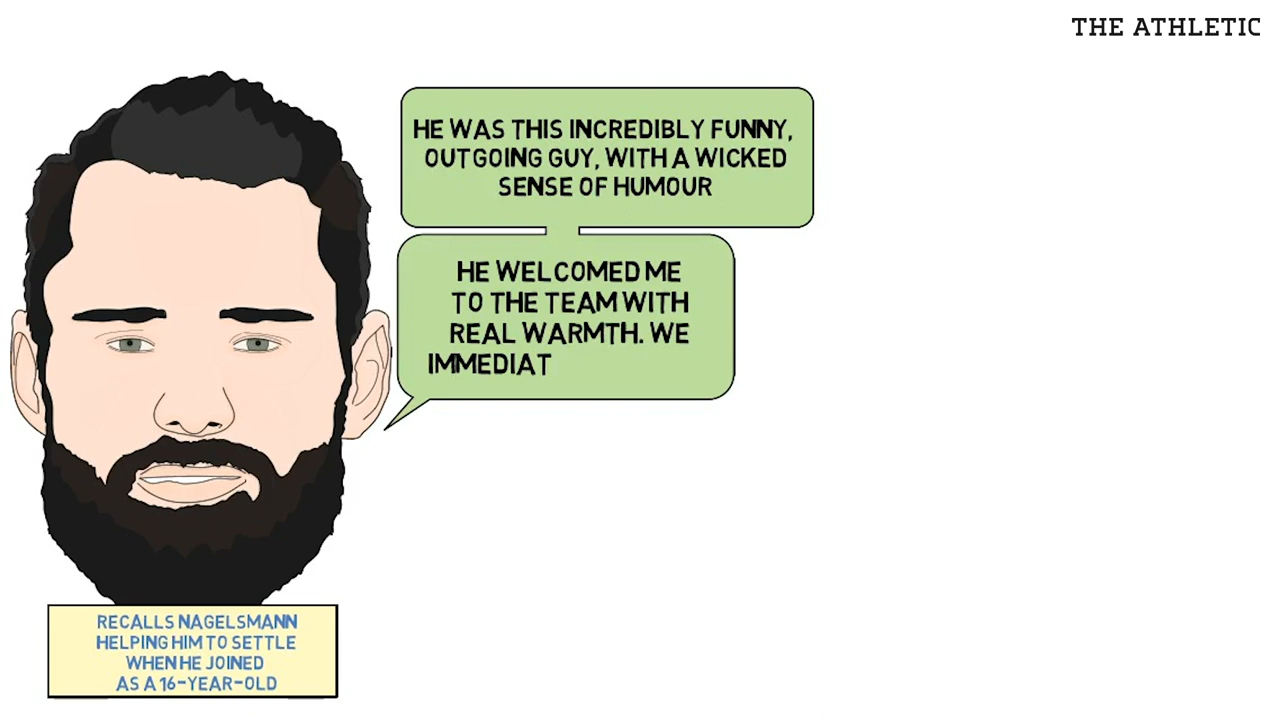 THE ATHLETIC
HE WAS THIS INCREDIBLY FUNNY,
OUTGOING GUY, WITH A WICKED
SENSE OF HUMOUR
HE WELCOMED ME
TO THE TEAM WITH
REAL WARMTH. WE
IMMEDIAT
RECALLS NAGELSMANN
HELPING HIM TO SETTLE
WHEN HE JOINED
AS A 16-YEAR-OLD